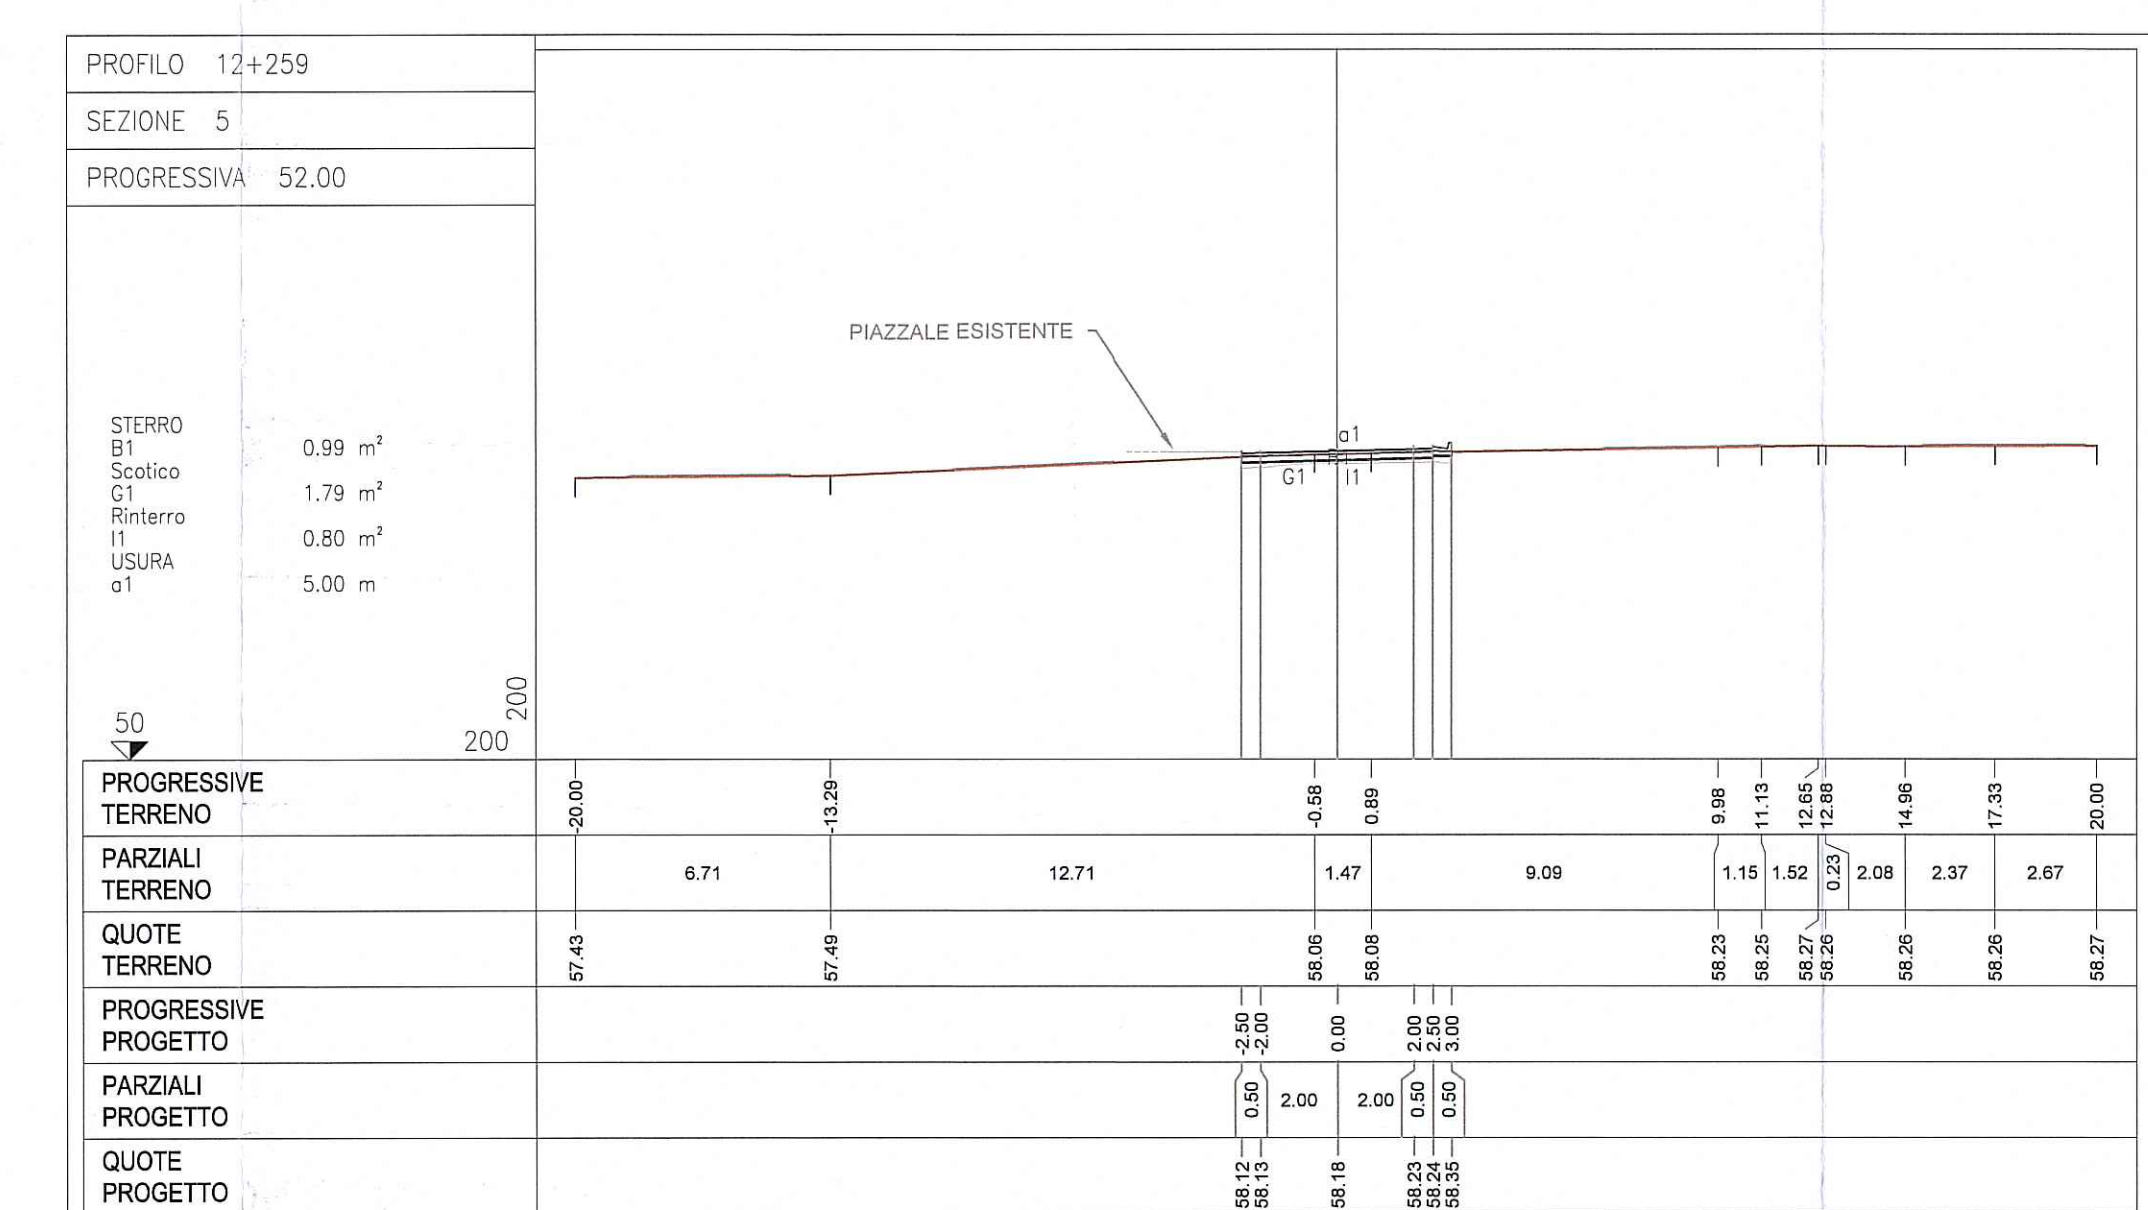 PROFILO 12+259
SEZIONE 5
PROGRESSIVA 52.00
PIAZZALE ESISTENTE
a1
G1 I1
STERRO
B1 0.99 m²
Scotico
G1 1.79 m²
Rinterro
I1 0.80 m²
USURA
a1 5.00 m
200
50
200
PROGRESSIVE
TERRENO
-20.00 -13.29 -0.58 0.89 9.98 11.13 12.65 12.88 14.96 17.33 20.00
PARZIALI
TERRENO
6.71 12.71 1.47 9.09 1.15 1.52 0.23 2.08 2.37 2.67
QUOTE
TERRENO
57.43 57.49 58.06 58.08 58.23 58.25 58.27 58.26 58.26 58.26 58.27
PROGRESSIVE
PROGETTO
-2.50 -2.00 0.00 2.00 2.50 3.00
PARZIALI
PROGETTO
0.50 2.00 2.00 0.50 0.50
QUOTE
PROGETTO
58.12 58.13 58.18 58.23 58.24 58.35